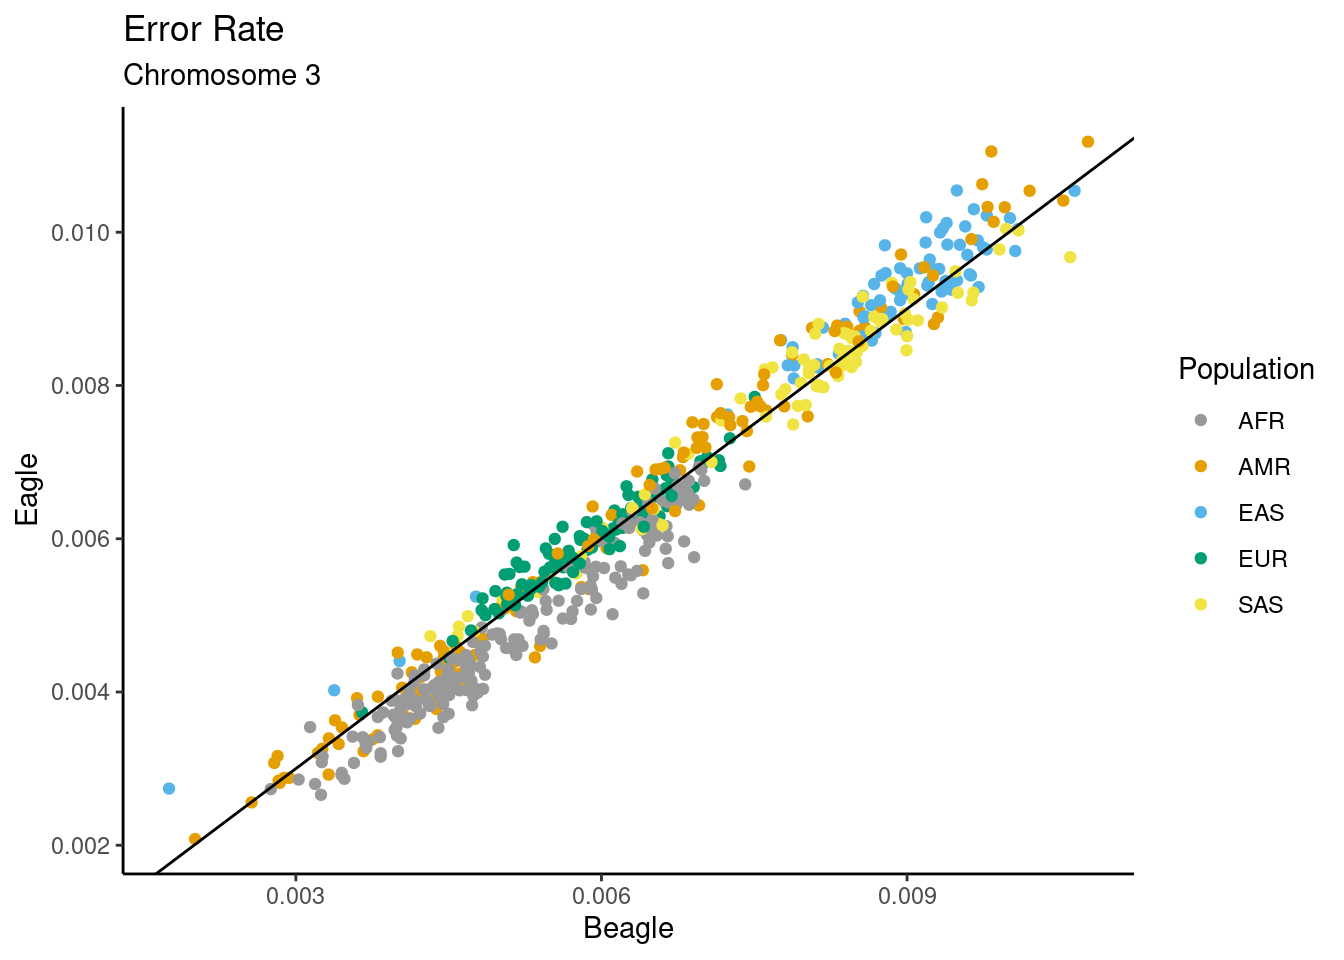 Error Rate
Chromosome 3
0.010
0.008
0.006
0.004
0.002
Eagle
0.003 0.006 0.009
Beagle
Population
AFR
AMR
EAS
EUR
SAS